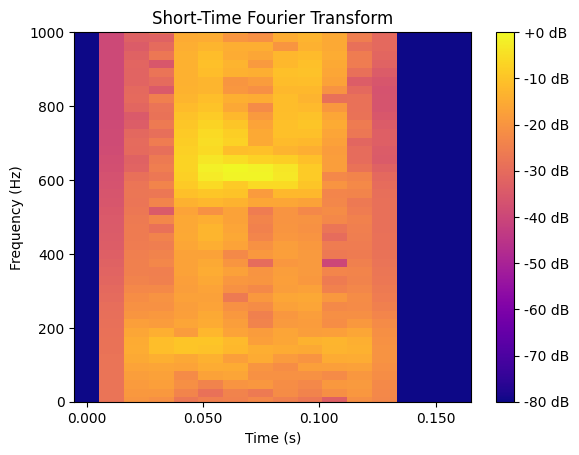 Short-Time Fourier Transform
Frequency (Hz)
1000
800
600
400
200
0
0.000
0.050
0.100
0.150
Time (s)
+0 dB
-10 dB
-20 dB
-30 dB
-40 dB
-50 dB
-60 dB
-70 dB
-80 dB